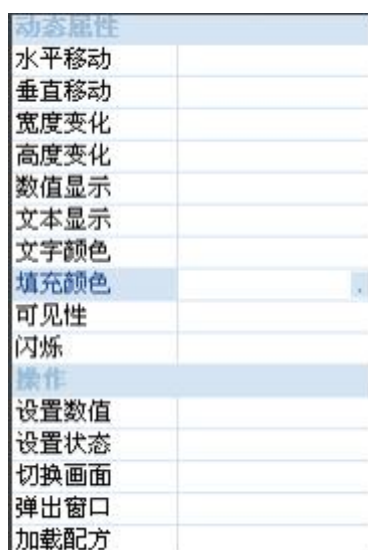 动态属性
水平移动
垂直移动
宽度变化
高度变化
数值显示
文本显示
文字颜色
填充颜色
可见性
闪烁
操作
设置数值
设置状态
切换画面
弹出窗口
加载配方